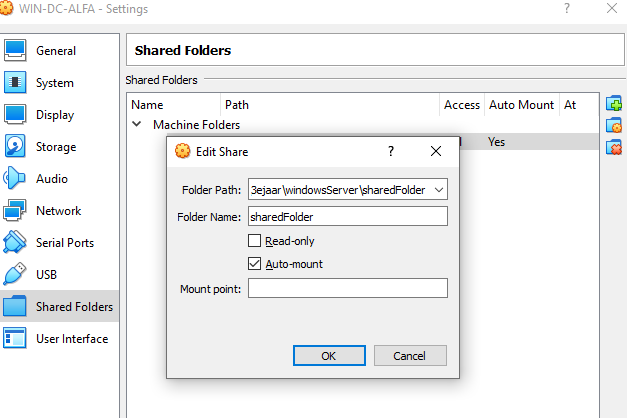 WIN-DC-ALFA - Settings
?
General
System
Display
Storage
Audio
Network
Serial Ports
USB
Shared Folders
User Interface
Shared Folders
Shared Folders
Name Path Access Auto Mount At
Machine Folders
Yes
Edit Share
?
Folder Path: 3ejaar\windowsServer\sharedFolder
Folder Name: sharedFolder
Read-only
Auto-mount
Mount point:
OK Cancel